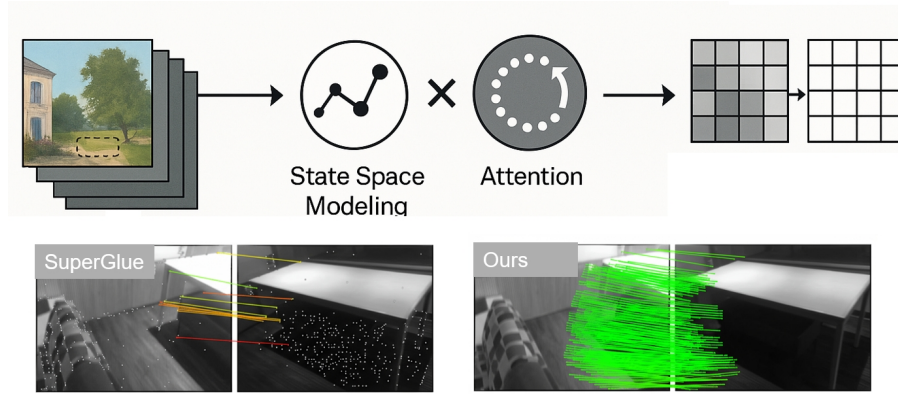 State Space
Modeling
Attention
SuperGlue
Ours